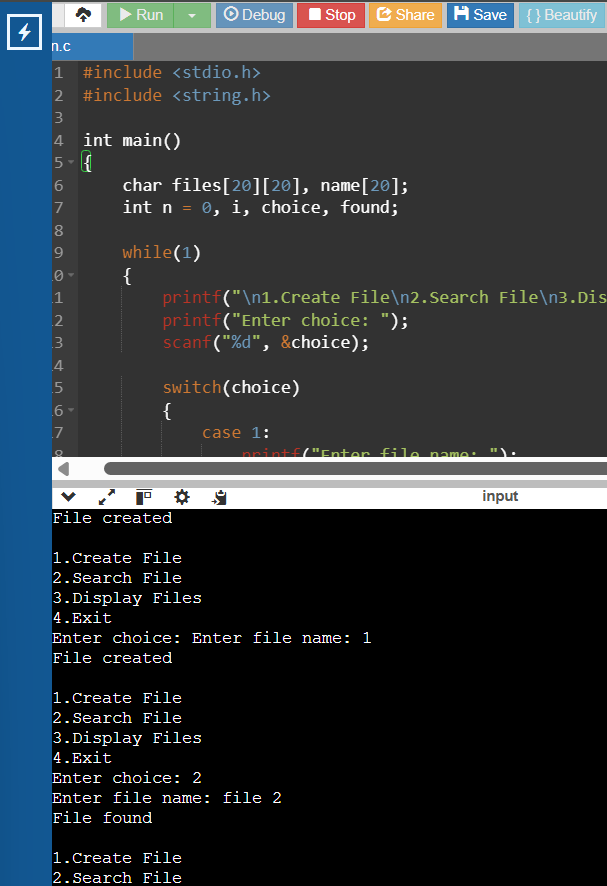 Run Debug Stop Share Save { } Beautify
n.c
1 #include <stdio.h>
2 #include <string.h>
3
4 int main()
5 {
6 char files[20][20], name[20];
7 int n = 0, i, choice, found;
8
9 while(1)
0 {
1 printf("\n1.Create File\n2.Search File\n3.Dis
2 printf("Enter choice: ");
3 scanf("%d", &choice);
4
5 switch(choice)
6 {
7 case 1:
8 printf("Enter file name: ");
input
File created
1.Create File
2.Search File
3.Display Files
4.Exit
Enter choice: Enter file name: 1
File created
1.Create File
2.Search File
3.Display Files
4.Exit
Enter choice: 2
Enter file name: file 2
File found
1.Create File
2.Search File